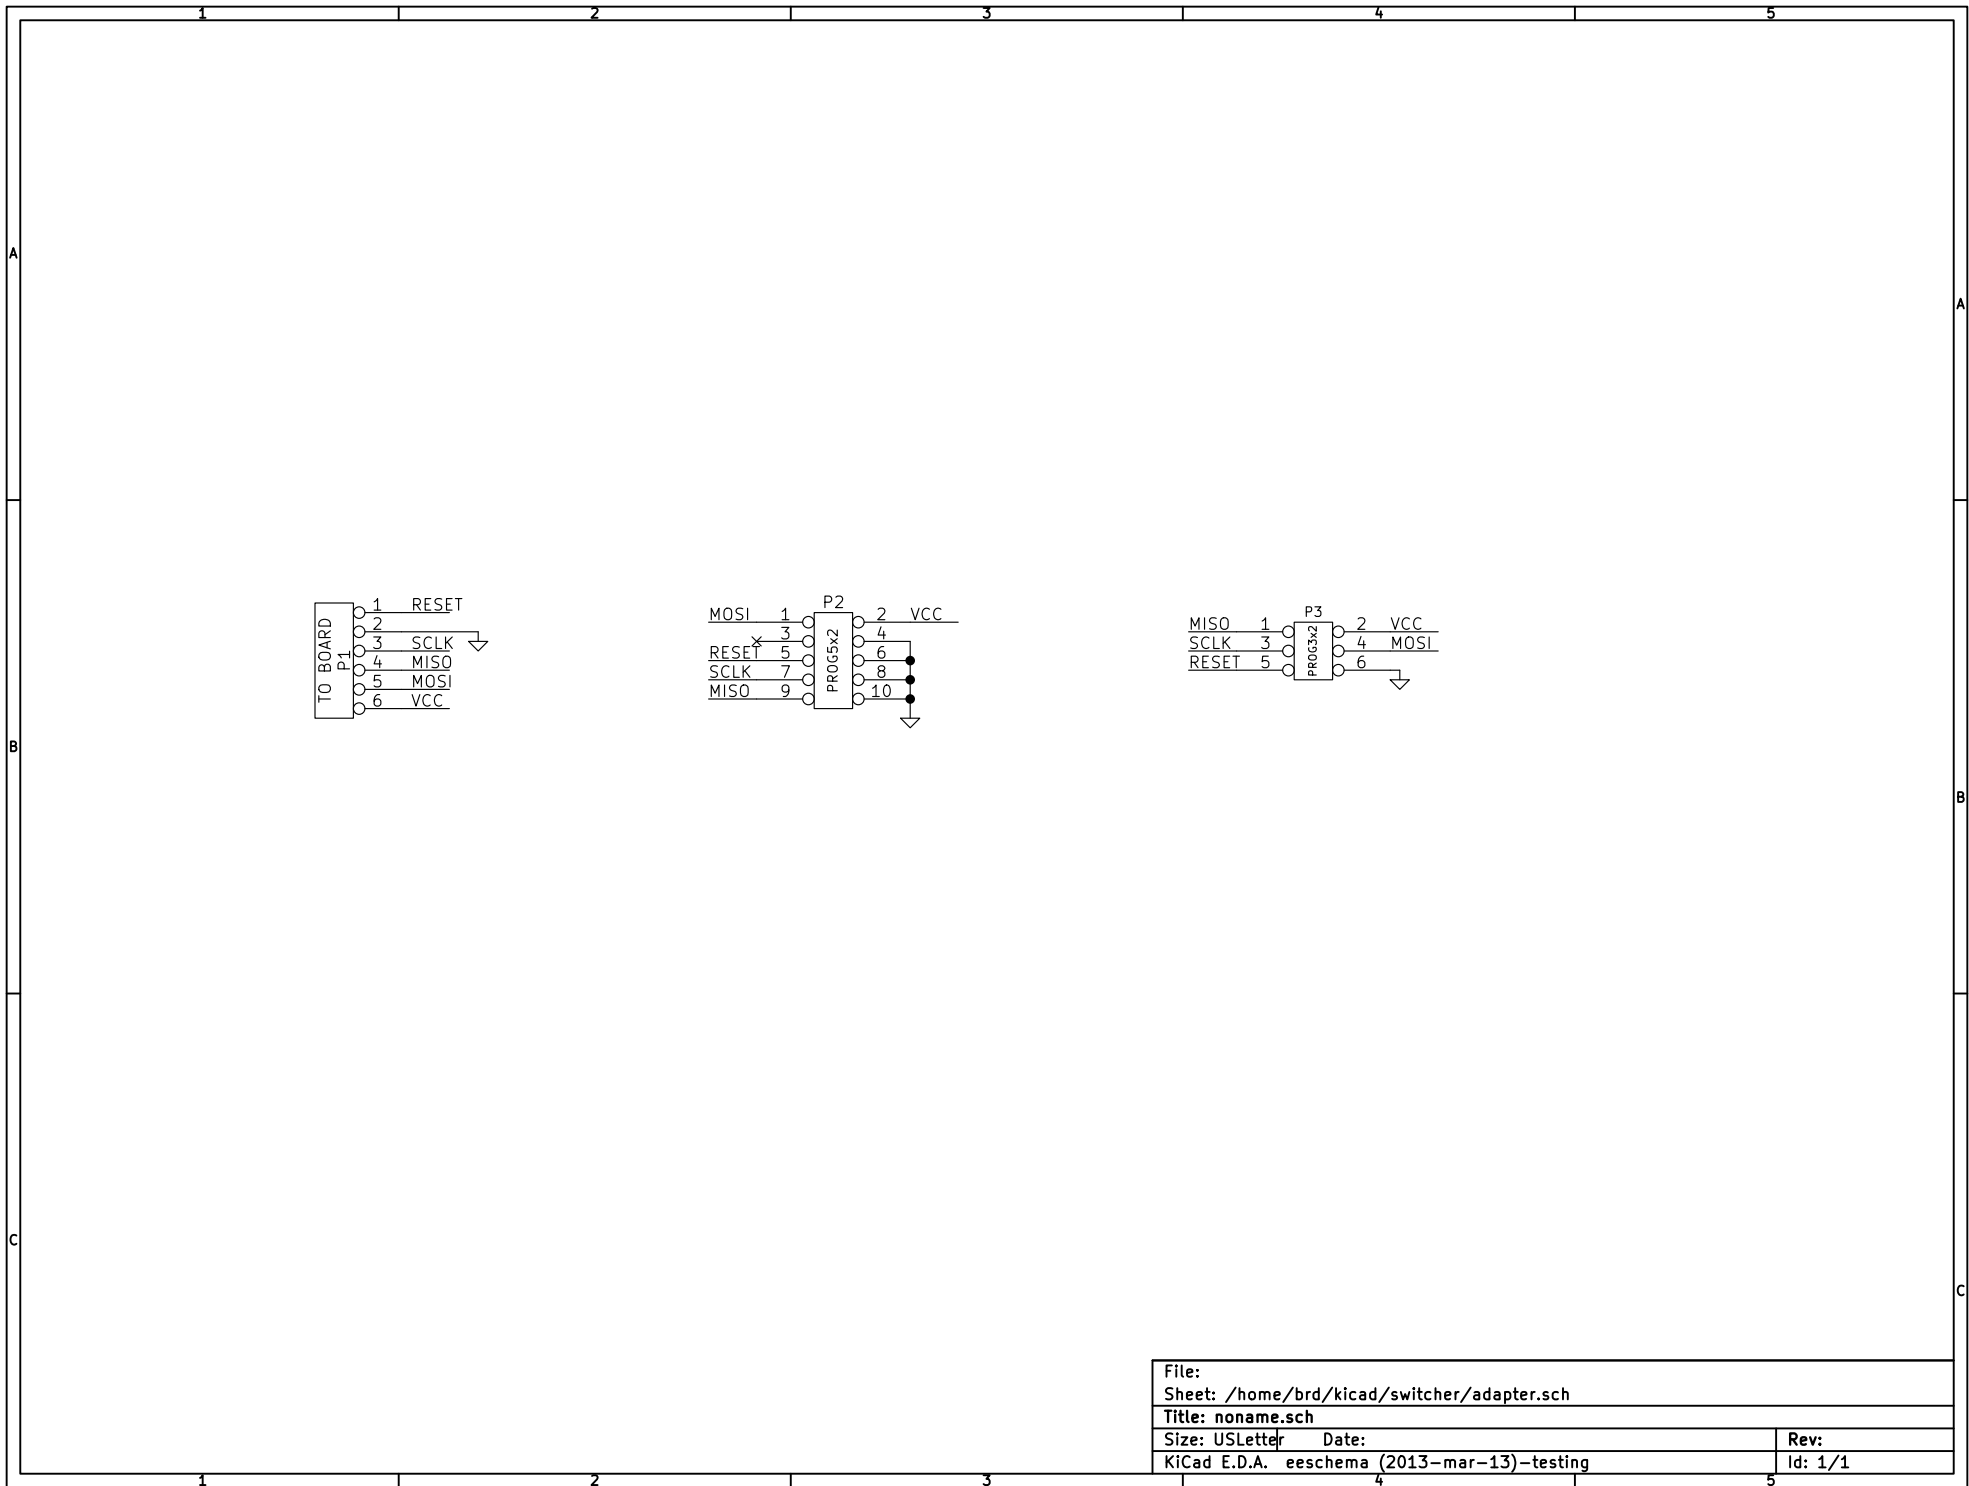 1 2 3 4 5
A
A
B
B
C
C
TO BOARD
P1
1 RESET
2
3 SCLK
4 MISO
5 MOSI
6 VCC
P2
PROG5x2
MOSI 1 2 VCC
3 4
RESET 5 6
SCLK 7 8
MISO 9 10
P3
PROG3x2
MISO 1 2 VCC
SCLK 3 4 MOSI
RESET 5 6
File:
Sheet: /home/brd/kicad/switcher/adapter.sch
Title: noname.sch
Size: USLetter Date: Rev:
KiCad E.D.A. eeschema (2013-mar-13)-testing Id: 1/1
1 2 3 4 5